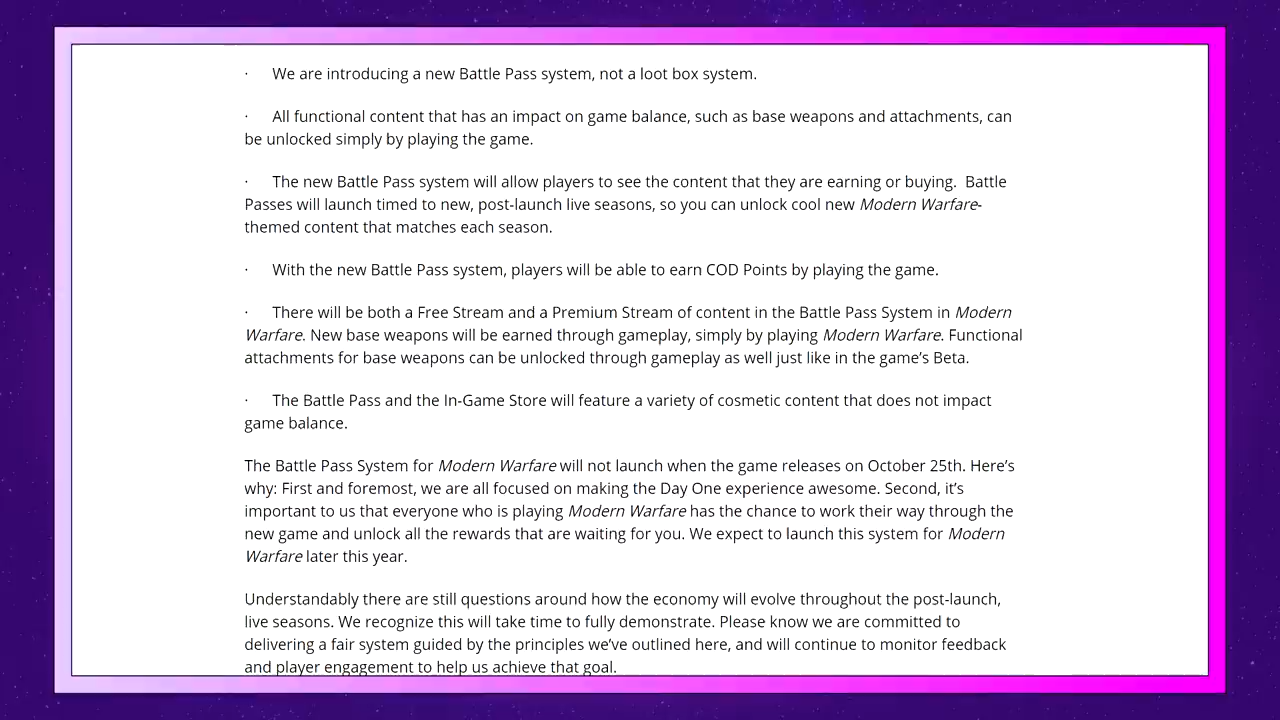 · We are introducing a new Battle Pass system, not a loot box system.
· All functional content that has an impact on game balance, such as base weapons and attachments, can
be unlocked simply by playing the game.
· The new Battle Pass system will allow players to see the content that they are earning or buying.  Battle
Passes will launch timed to new, post-launch live seasons, so you can unlock cool new Modern Warfare-
themed content that matches each season.
· With the new Battle Pass system, players will be able to earn COD Points by playing the game.
· There will be both a Free Stream and a Premium Stream of content in the Battle Pass System in Modern
Warfare. New base weapons will be earned through gameplay, simply by playing Modern Warfare. Functional
attachments for base weapons can be unlocked through gameplay as well just like in the game’s Beta.
· The Battle Pass and the In-Game Store will feature a variety of cosmetic content that does not impact
game balance.
The Battle Pass System for Modern Warfare will not launch when the game releases on October 25th. Here’s
why: First and foremost, we are all focused on making the Day One experience awesome. Second, it’s
important to us that everyone who is playing Modern Warfare has the chance to work their way through the
new game and unlock all the rewards that are waiting for you. We expect to launch this system for Modern
Warfare later this year.
Understandably there are still questions around how the economy will evolve throughout the post-launch,
live seasons. We recognize this will take time to fully demonstrate. Please know we are committed to
delivering a fair system guided by the principles we’ve outlined here, and will continue to monitor feedback
and player engagement to help us achieve that goal.